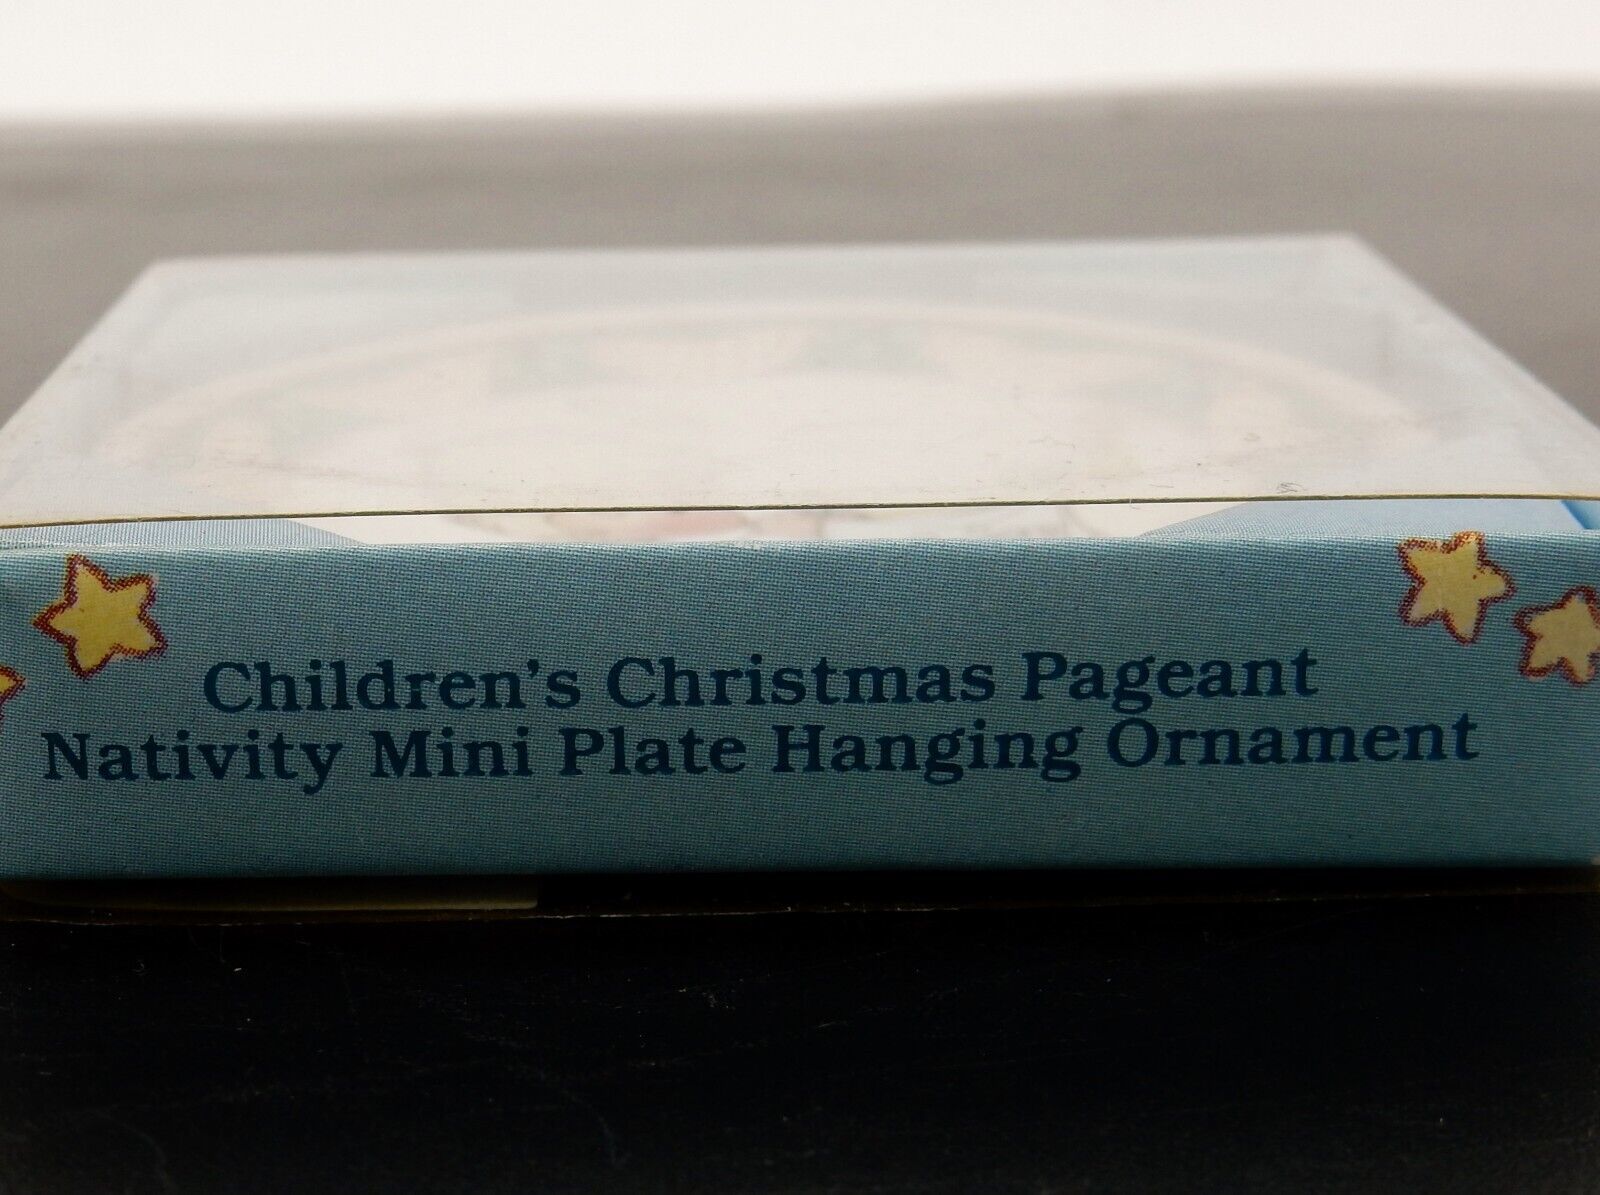 Children's Christmas Pageant
Nativity Mini Plate Hanging Ornament